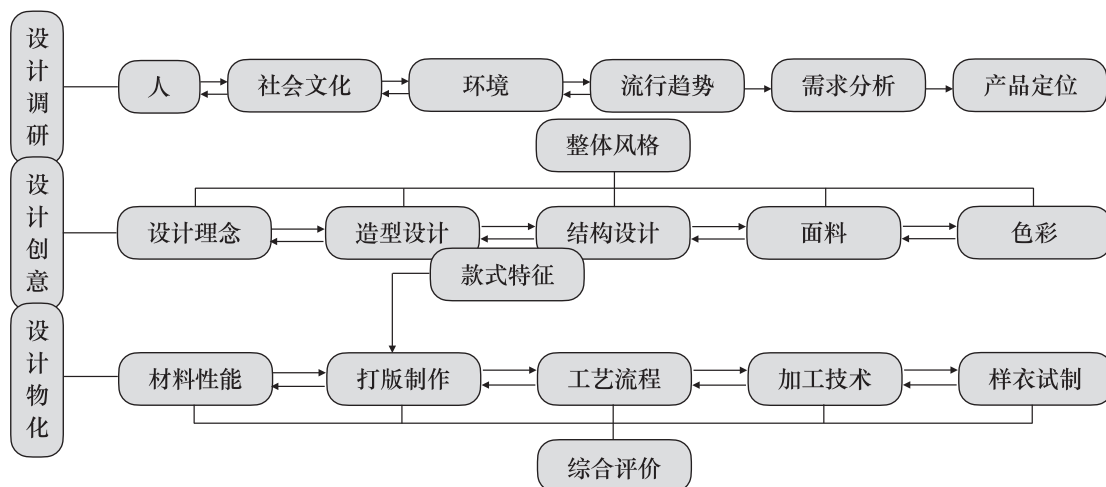 设计调研
人
社会文化
环境
流行趋势
需求分析
产品定位
整体风格
设计创意
设计理念
造型设计
结构设计
面料
色彩
款式特征
设计物化
材料性能
打版制作
工艺流程
加工技术
样衣试制
综合评价